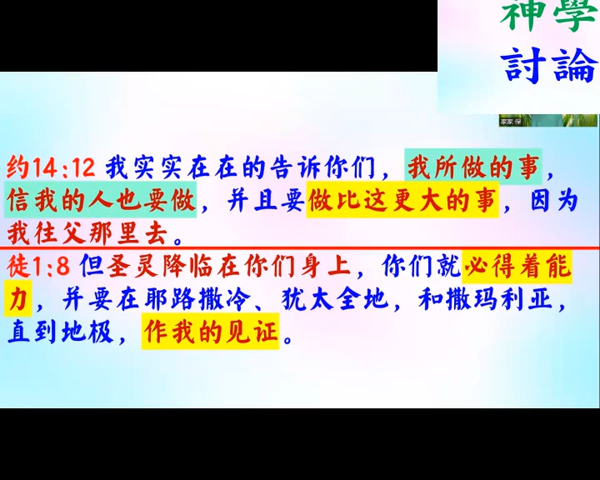 神學
討論
约14:12 我实实在在的告诉你们，我所做的事，
信我的人也要做，并且要做比这更大的事，因为
我往父那里去。
徒1:8 但圣灵降临在你们身上，你们就必得着能
力，并要在耶路撒冷、犹太全地，和撒玛利亚，
直到地极，作我的见证。